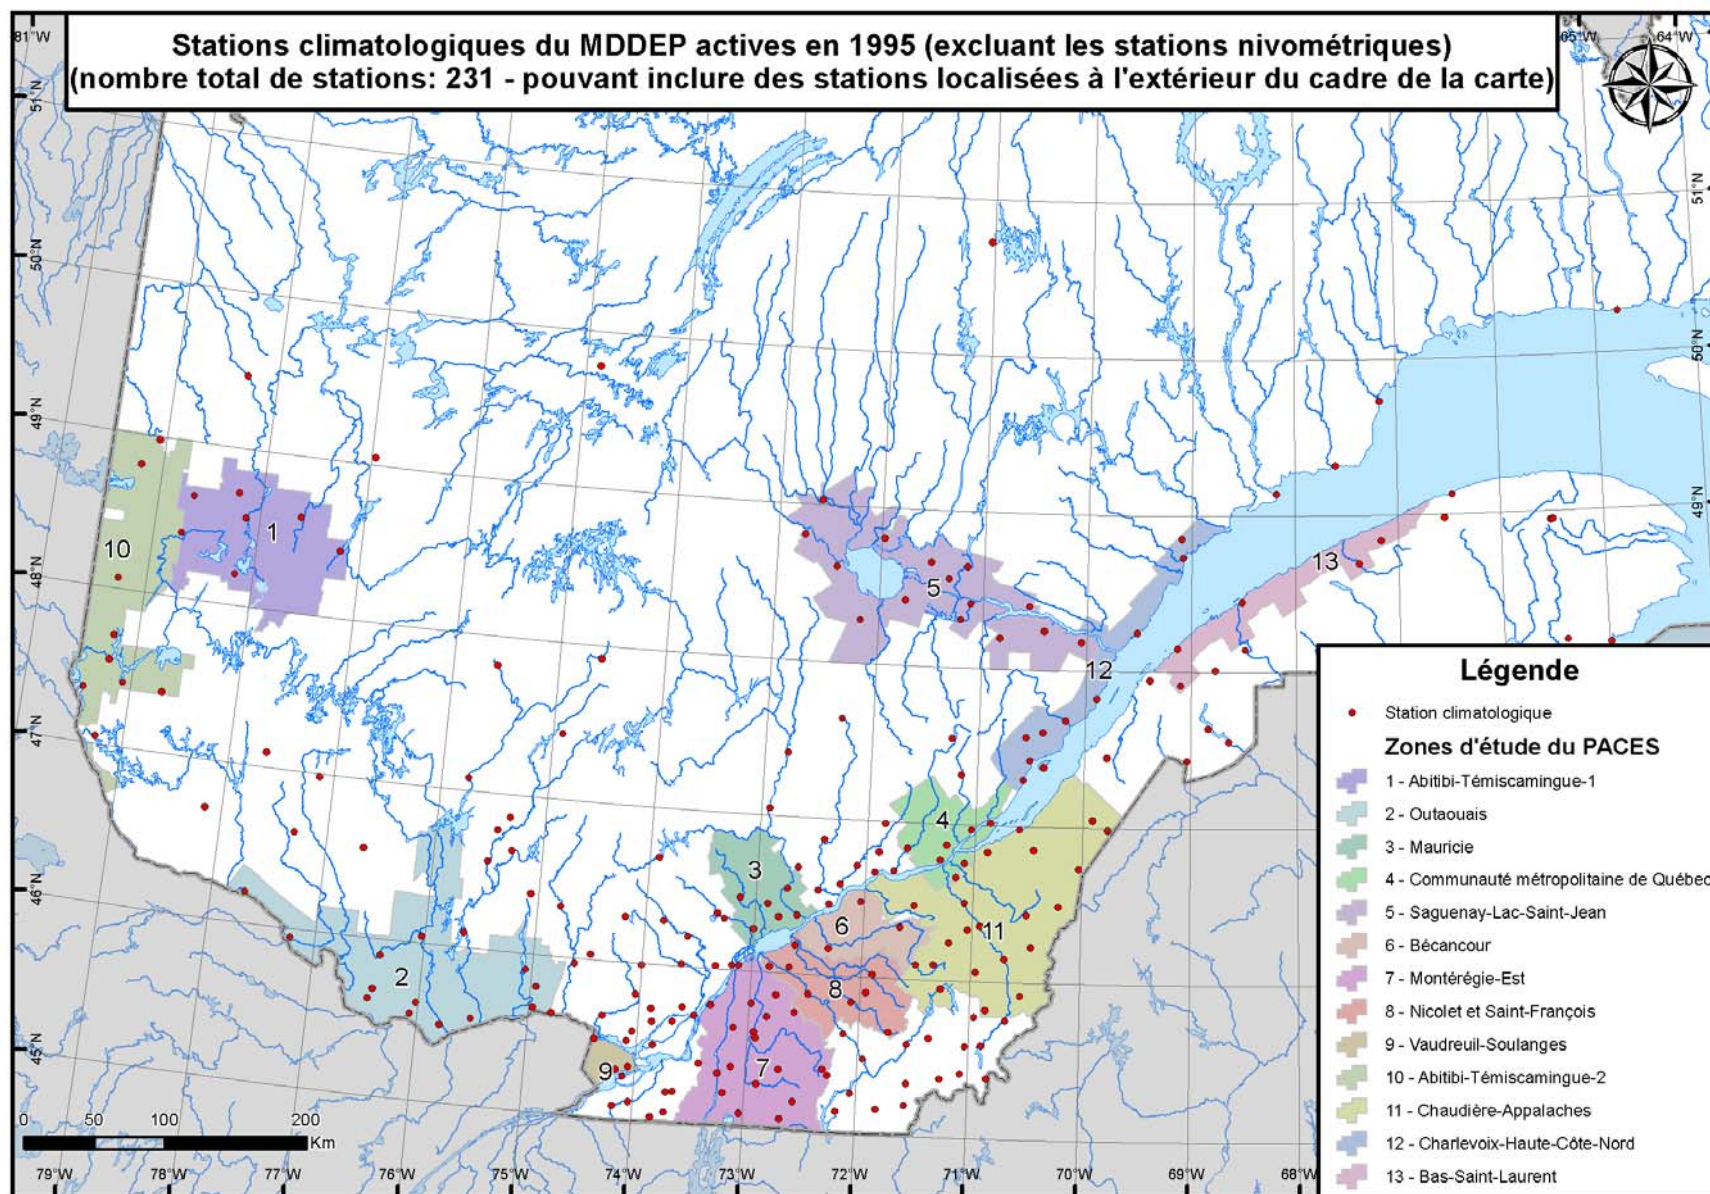 Stations climatologiques du MDDEP actives en 1995 (excluant les stations nivométriques)
(nombre total de stations: 231 - pouvant inclure des stations localisées à l'extérieur du cadre de la carte)
81°W
65°W
64°W
51°N
50°N
49°N
48°N
47°N
46°N
45°N
51°N
50°N
49°N
1
10
5
13
12
4
3
6
11
2
8
9
7
Légende
Station climatologique
Zones d'étude du PACES
1 - Abitibi-Témiscamingue-1
2 - Outaouais
3 - Mauricie
4 - Communauté métropolitaine de Québec
5 - Saguenay-Lac-Saint-Jean
6 - Bécancour
7 - Montérégie-Est
8 - Nicolet et Saint-François
9 - Vaudreuil-Soulanges
10 - Abitibi-Témiscamingue-2
11 - Chaudière-Appalaches
12 - Charlevoix-Haute-Côte-Nord
13 - Bas-Saint-Laurent
0 50 100 200
Km
79°W 78°W 77°W 76°W 75°W 74°W 73°W 72°W 71°W 70°W 69°W 68°W